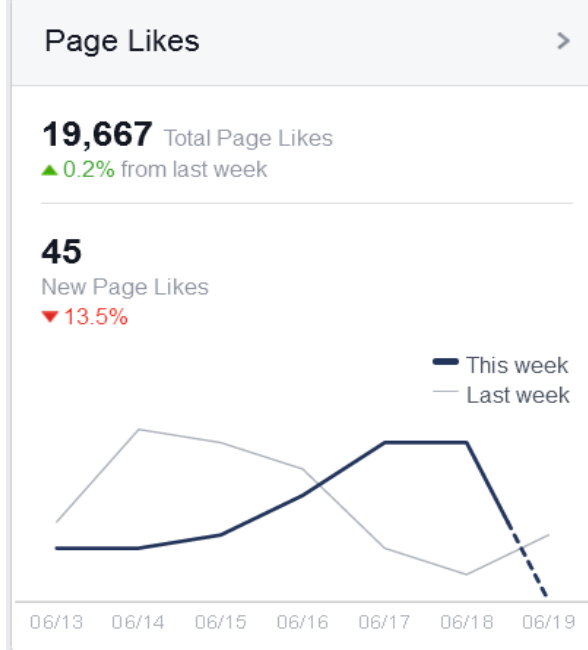 Page Likes
19,667 Total Page Likes
0.2% from last week
45
New Page Likes
13.5%
This week
Last week
06/13 06/14 06/15 06/16 06/17 06/18 06/19